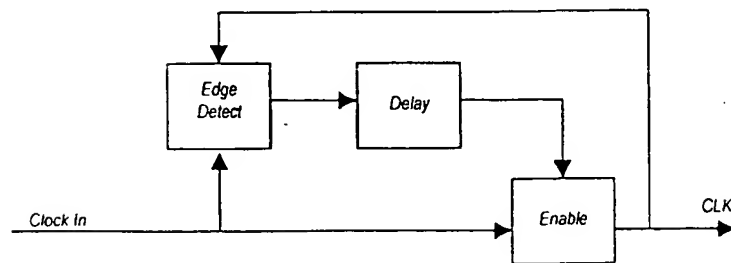 Edge
Detect
Delay
Clock In
Enable
CLK